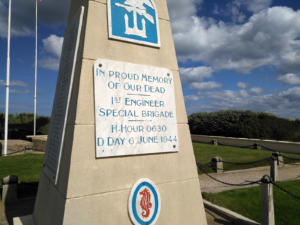 In Proud Memory
of our Dead
1st Engineer
Special Brigade
H-Hour 0630
D Day 6 June 1944